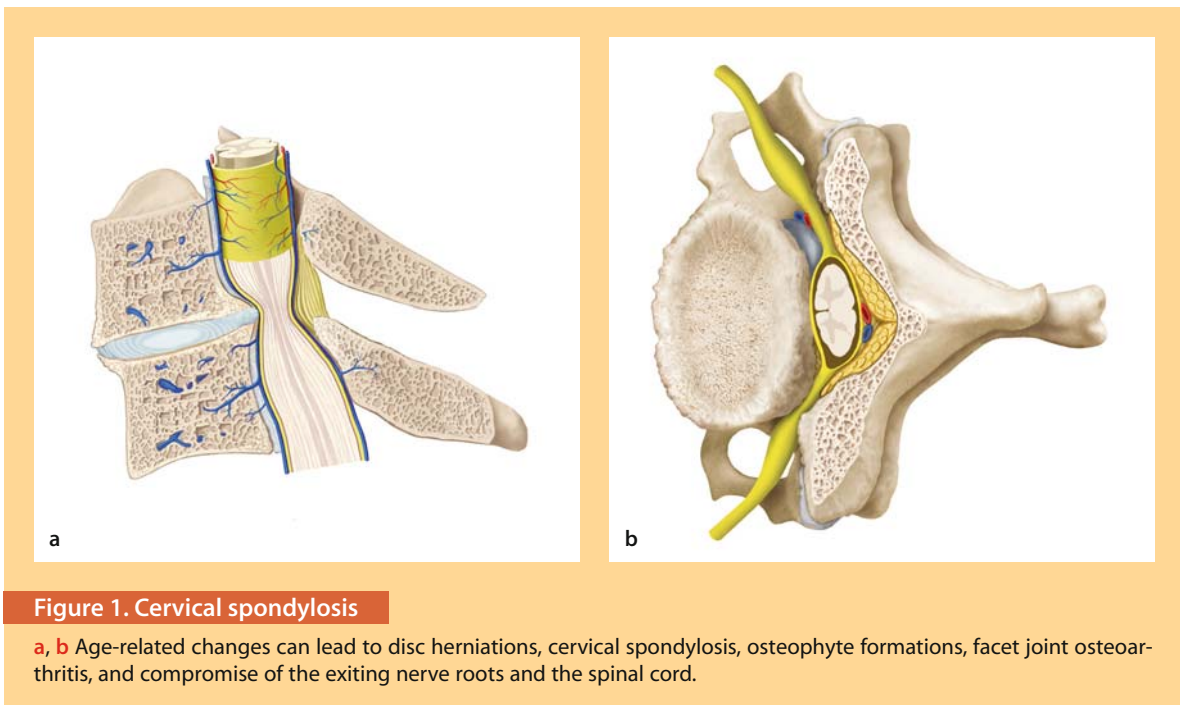 a
b
Figure 1. Cervical spondylosis
a, b Age-related changes can lead to disc herniations, cervical spondylosis, osteophyte formations, facet joint osteoar-
thritis, and compromise of the exiting nerve roots and the spinal cord.